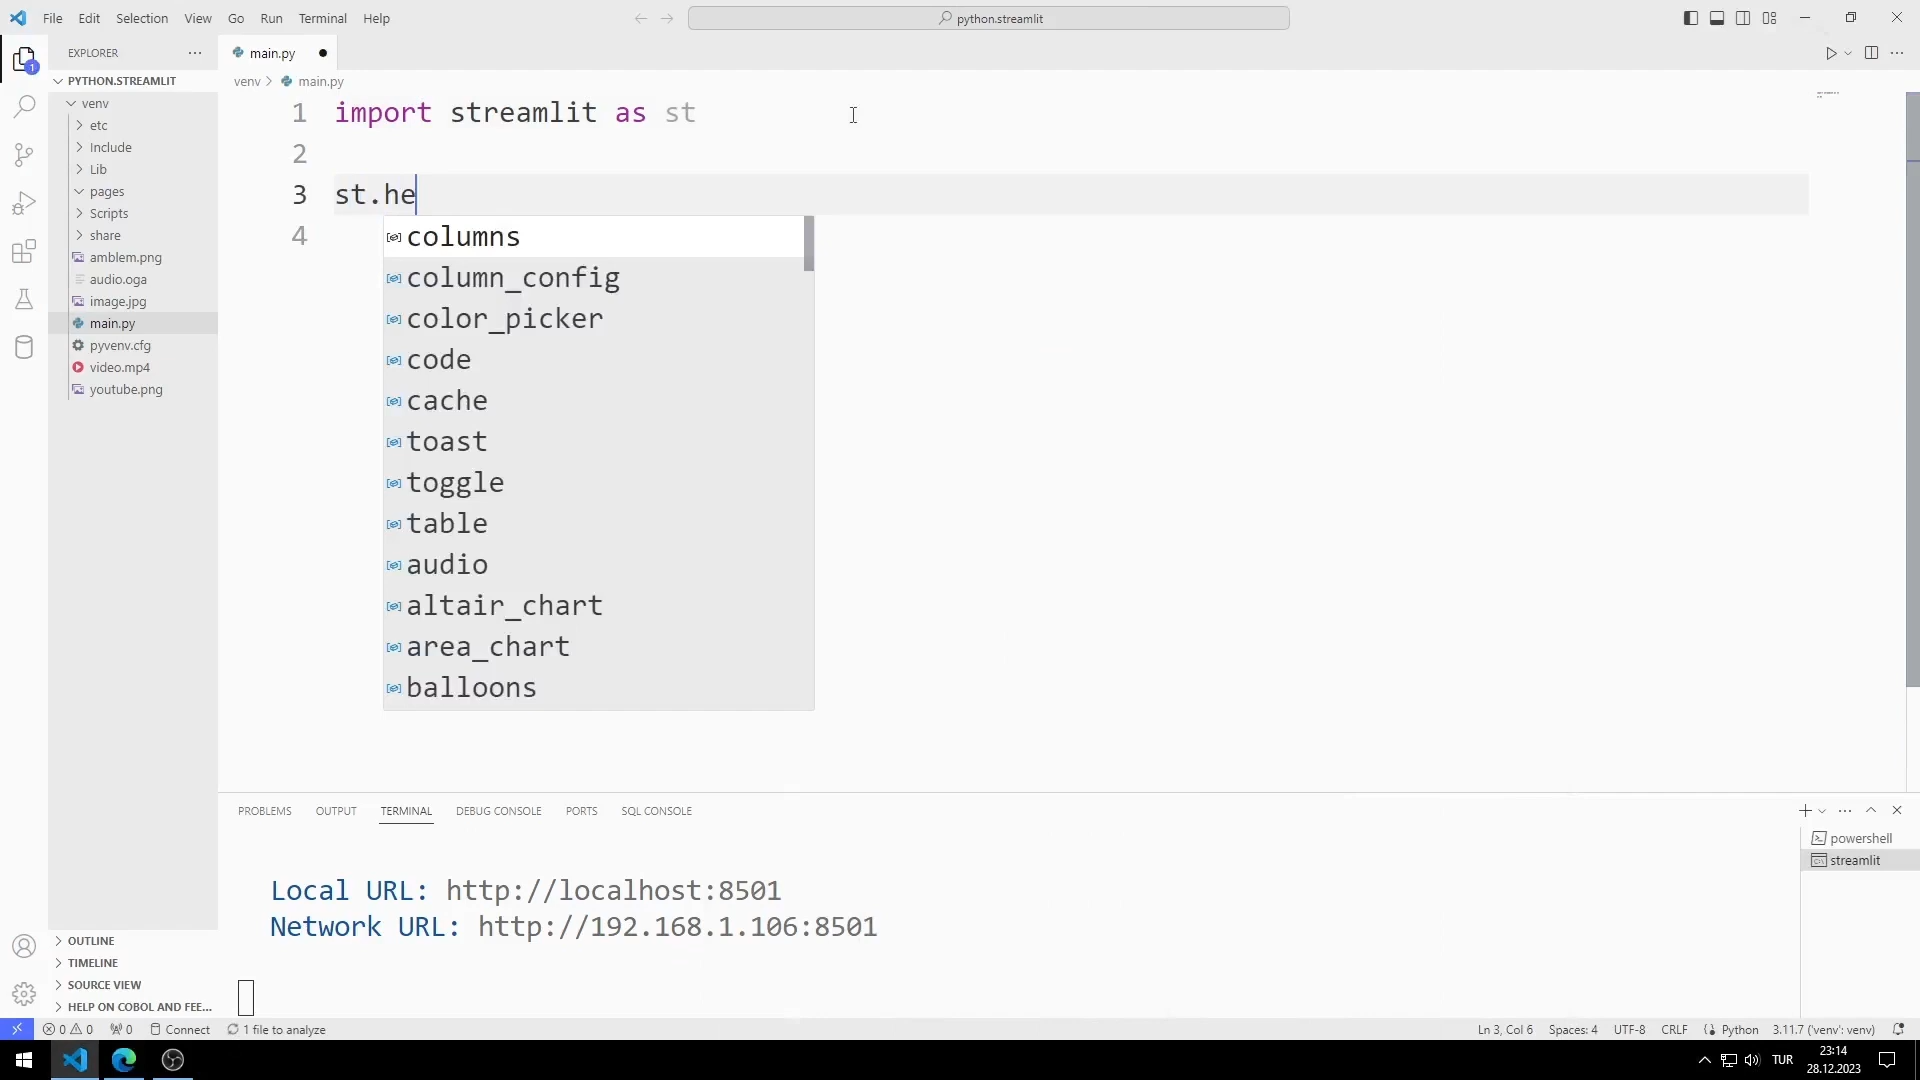 File Edit Selection View Go Run Terminal Help
python.streamlit
EXPLORER
PYTHON.STREAMLIT
venv
etc
Include
Lib
pages
Scripts
share
amblem.png
audio.oga
image.jpg
main.py
pyvenv.cfg
video.mp4
youtube.png
OUTLINE
TIMELINE
SOURCE VIEW
HELP ON COBOL AND FEE...
main.py
venv > main.py
1 import streamlit as st
2
3 st.he
4
columns
column_config
color_picker
code
cache
toast
toggle
table
audio
altair_chart
area_chart
balloons
PROBLEMS OUTPUT TERMINAL DEBUG CONSOLE PORTS SQL CONSOLE
Local URL: http://localhost:8501
Network URL: http://192.168.1.106:8501
powershell
streamlit
1
0 0 0 Connect 1 file to analyze
Ln 3, Col 6 Spaces: 4 UTF-8 CRLF Python 3.11.7 ('venv': venv)
TUR
23:14
28.12.2023